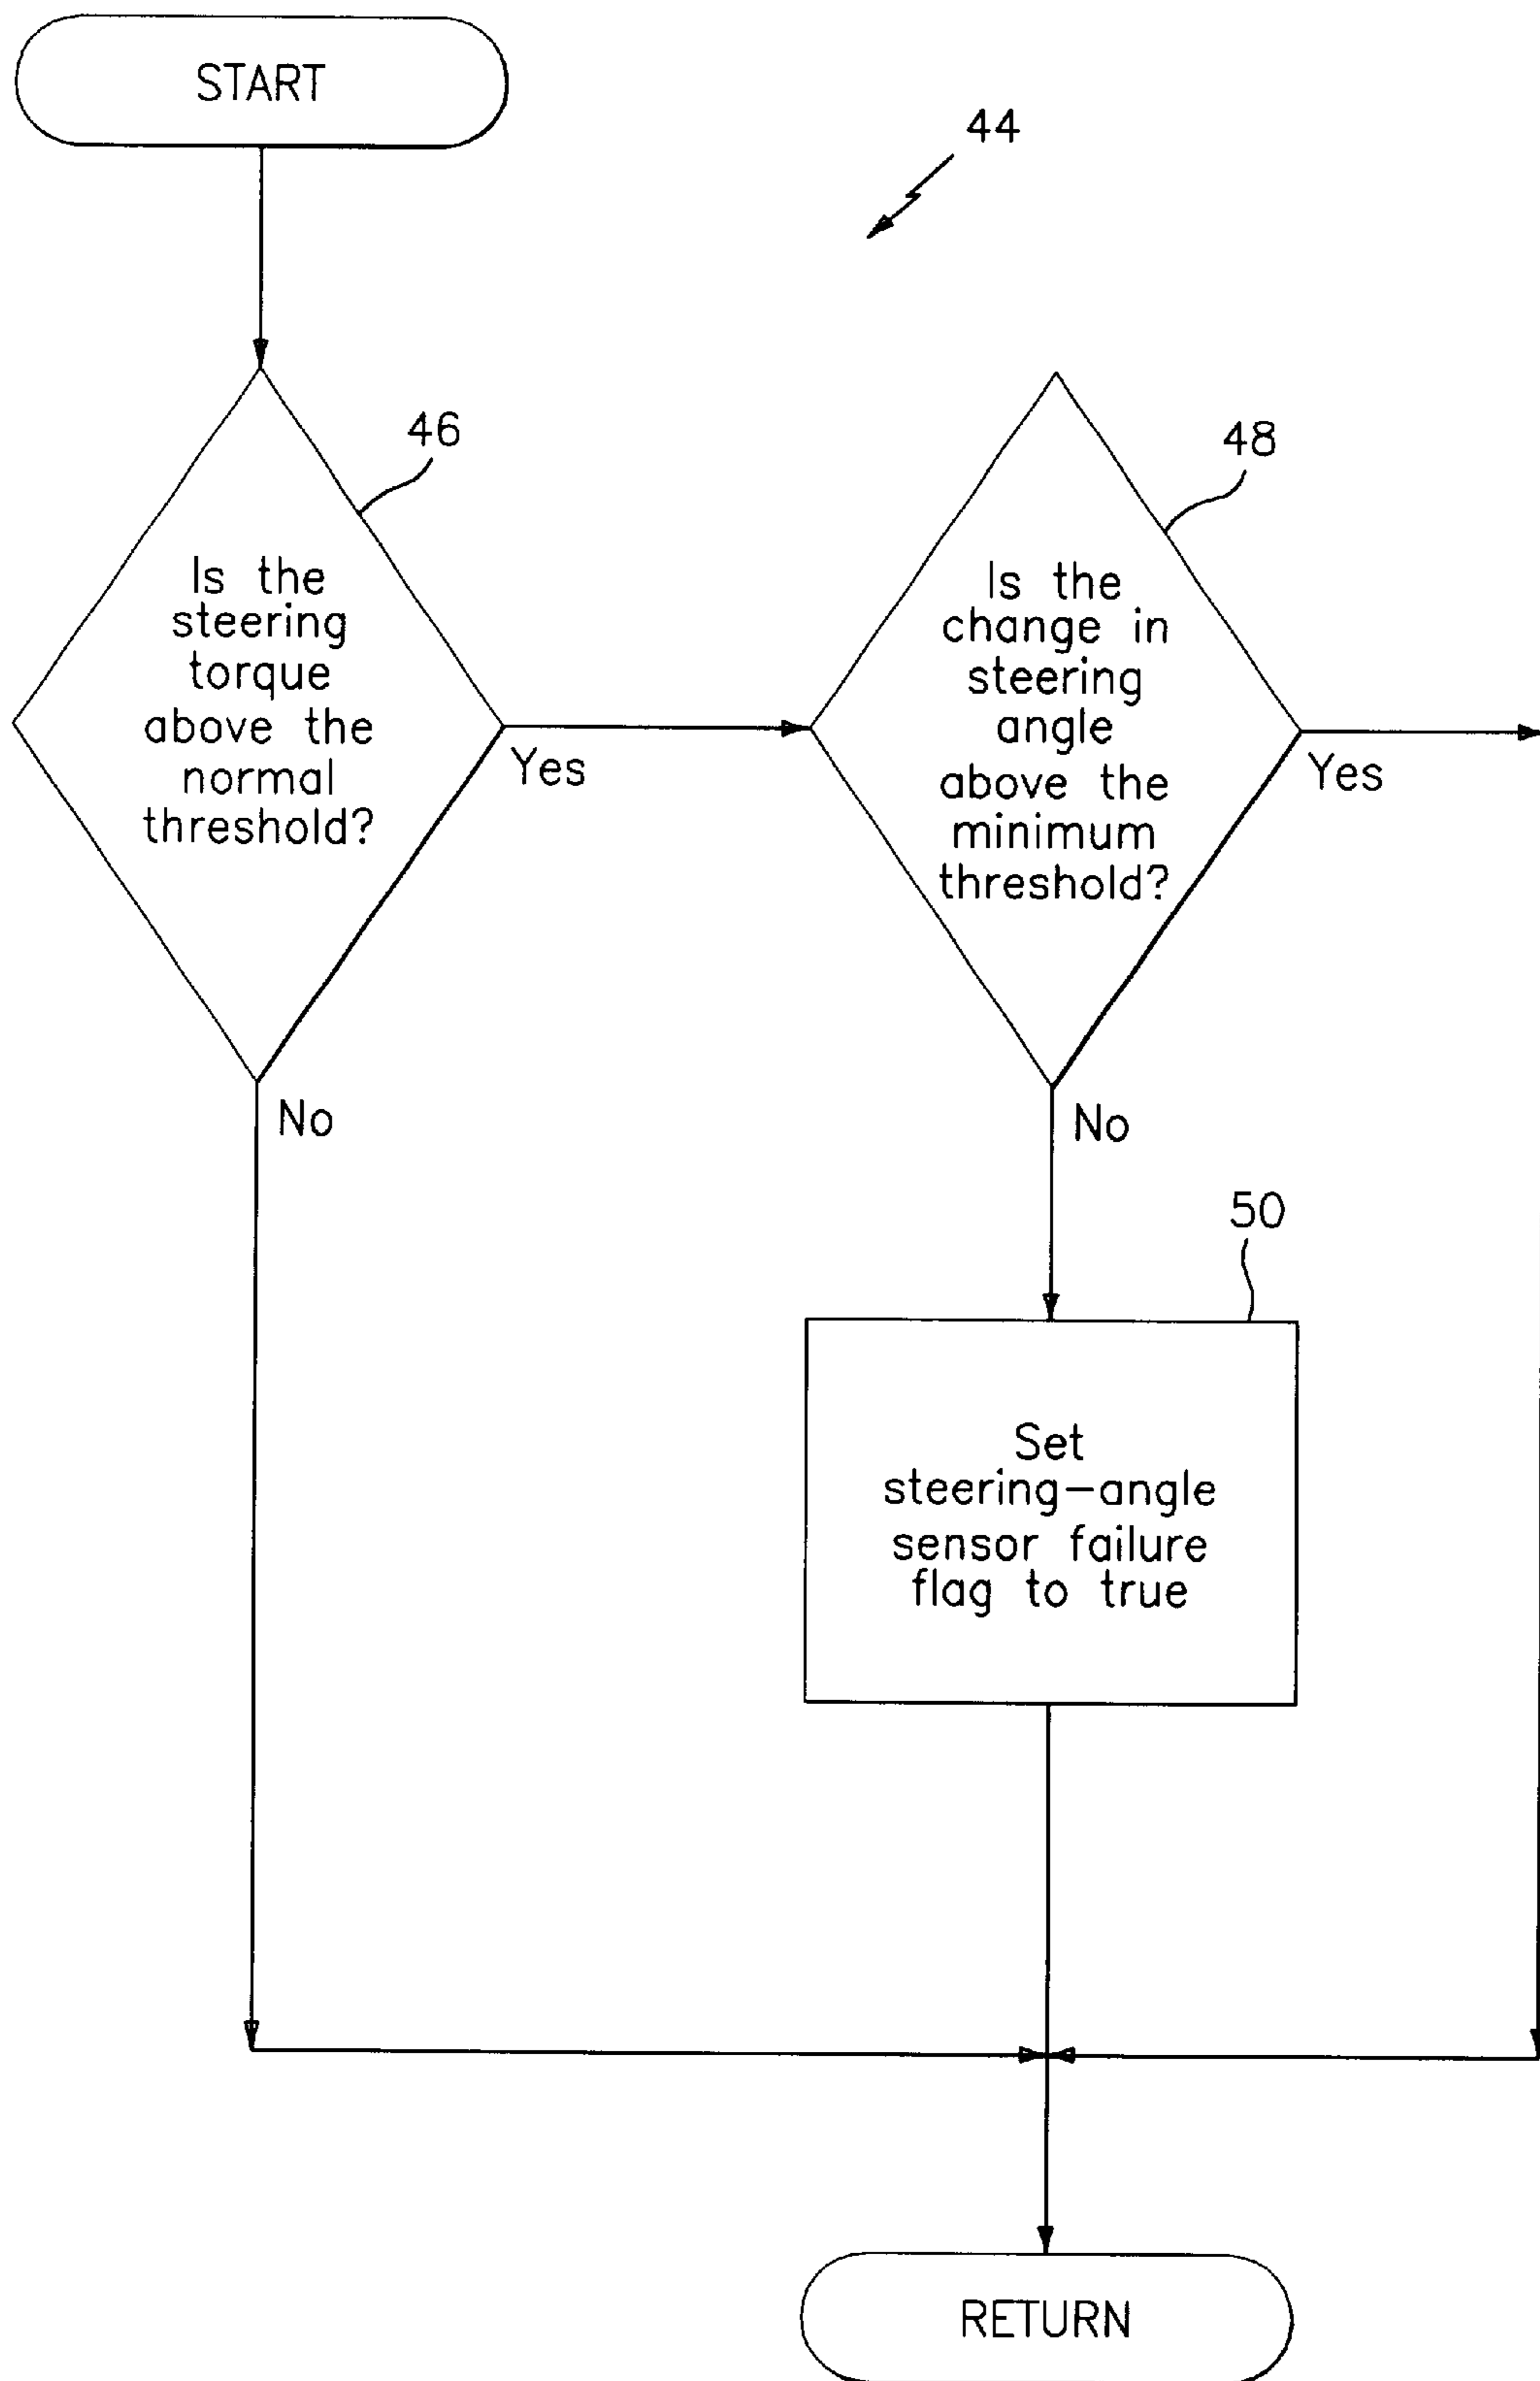 START
44
46
Is the
steering
torque
above the
normal
threshold?
Yes
No
48
Is the
change in
steering
angle
above the
minimum
threshold?
Yes
No
50
Set
steering-angle
sensor failure
flag to true
RETURN